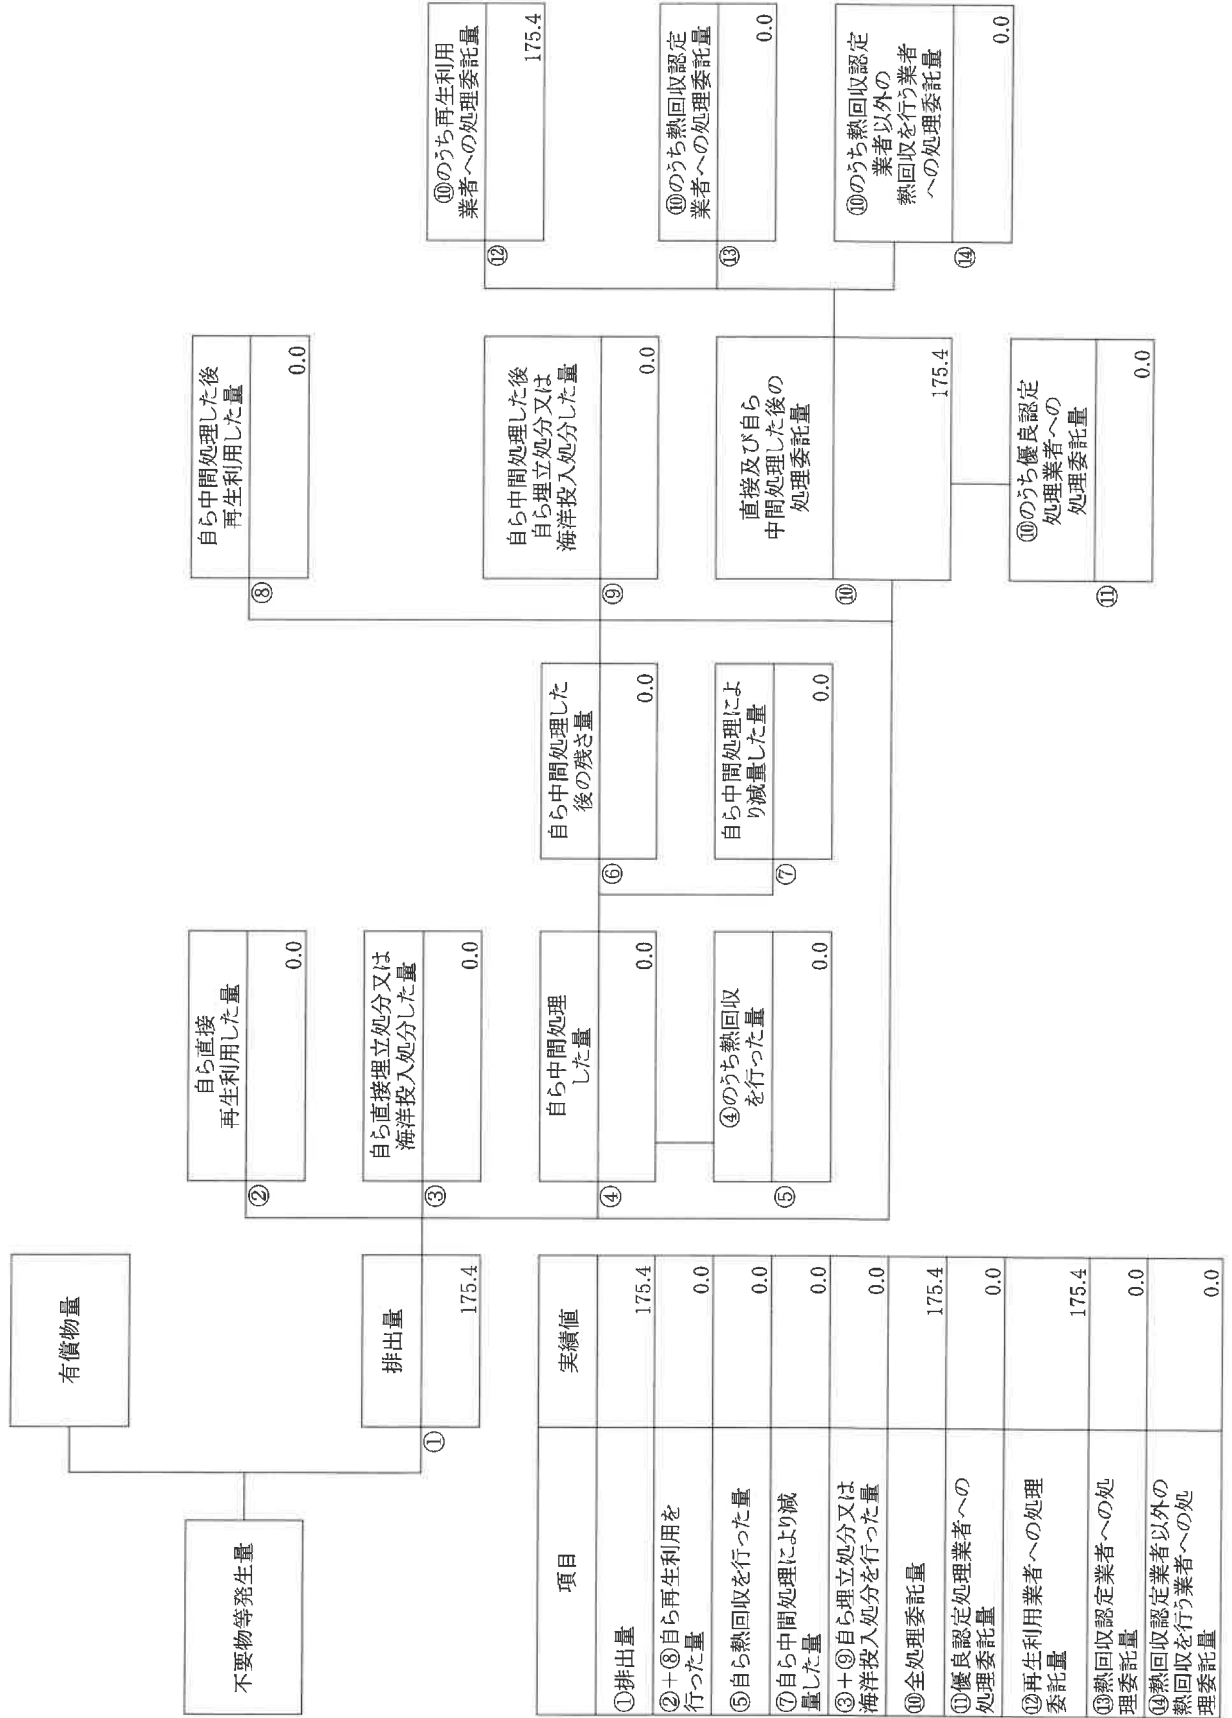 不要物等発生量
有償物量
排出量
①
175.4
自ら直接
再生利用した量
②
0.0
自ら直接埋立処分又は
海洋投入処分した量
③
0.0
自ら中間処理
した量
④
0.0
④のうち熱回収
を行った量
⑤
0.0
自ら中間処理した
後の残さ量
⑥
0.0
自ら中間処理によ
り減量した量
⑦
0.0
自ら中間処理した後
再生利用した量
⑧
0.0
自ら中間処理した後
自ら埋立処分又は
海洋投入処分した量
⑨
0.0
直接及び自ら
中間処理した後の
処理委託量
⑩
175.4
⑩のうち優良認定
処理業者への
処理委託量
⑪
0.0
⑩のうち再生利用
業者への処理委託量
⑫
175.4
⑩のうち熱回収認定
業者への処理委託量
⑬
0.0
⑩のうち熱回収認定
業者以外の
熱回収を行う業者
への処理委託量
⑭
0.0
項目 実績値
①排出量 175.4
②+⑧自ら再生利用を
行った量 0.0
⑤自ら熱回収を行った量 0.0
⑦自ら中間処理により減
量した量 0.0
③+⑨自ら埋立処分又は
海洋投入処分を行った量 0.0
⑩全処理委託量 175.4
⑪優良認定処理業者への
処理委託量 0.0
⑫再生利用業者への処理
委託量 175.4
⑬熱回収認定業者への処
理委託量 0.0
⑭熱回収認定業者以外の
熱回収を行う業者への処
理委託量 0.0